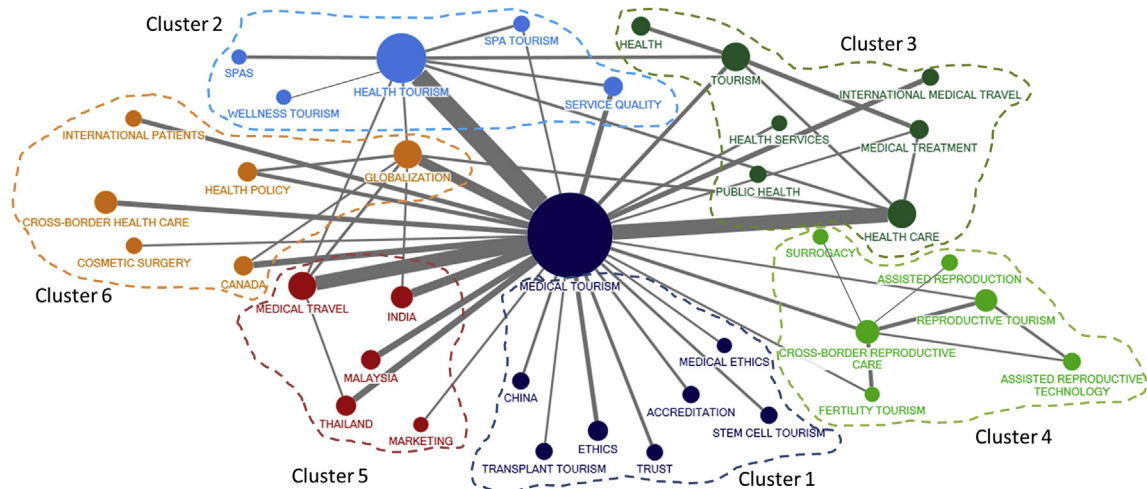 Cluster 2
SPA TOURISM
SPAS
HEALTH TOURISM
WELLNESS TOURISM
SERVICE QUALITY
Cluster 3
HEALTH
TOURISM
INTERNATIONAL MEDICAL TRAVEL
HEALTH SERVICES
MEDICAL TREATMENT
PUBLIC HEALTH
HEALTH CARE
INTERNATIONAL PATIENTS
HEALTH POLICY
GLOBALIZATION
CROSS-BORDER HEALTH CARE
COSMETIC SURGERY
CANADA
Cluster 6
MEDICAL TRAVEL
INDIA
MALAYSIA
THAILAND
MARKETING
Cluster 5
MEDICAL TOURISM
CHINA
MEDICAL ETHICS
ACCREDITATION
STEM CELL TOURISM
ETHICS
TRANSPLANT TOURISM
TRUST
Cluster 1
SURROGACY
ASSISTED REPRODUCTION
REPRODUCTIVE TOURISM
CROSS-BORDER REPRODUCTIVE
CARE
ASSISTED REPRODUCTIVE
TECHNOLOGY
FERTILITY TOURISM
Cluster 4